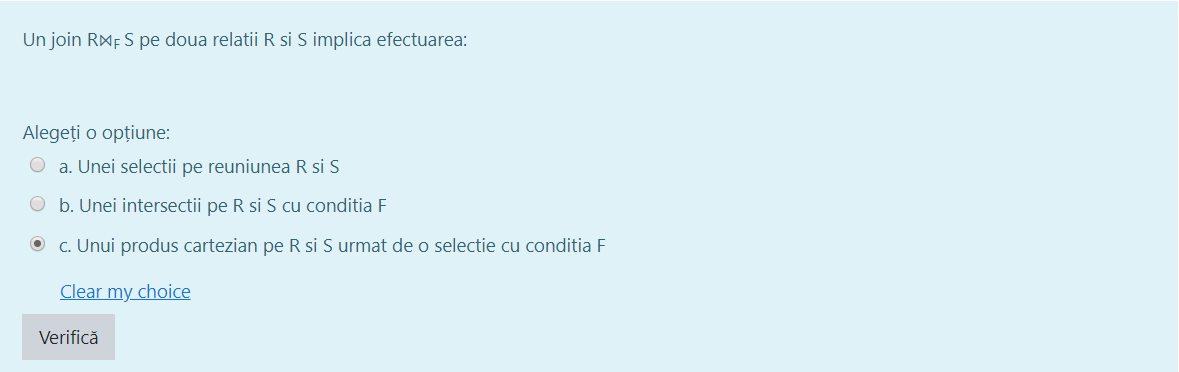 Un join R⋈F S pe doua relatii R si S implica efectuarea:
Alegeți o opțiune:
a. Unei selectii pe reuniunea R si S
b. Unei intersectii pe R si S cu conditia F
c. Unui produs cartezian pe R si S urmat de o selectie cu conditia F
Clear my choice
Verifică